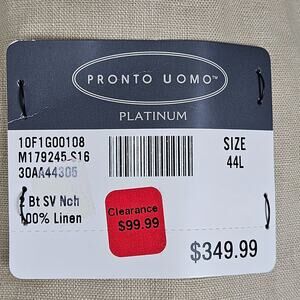 PRONTO UOMO™
PLATINUM
10F1G00108
M179245 S16
30AA44305
SIZE
44L
2 Bt SV Nch
100% Linen
Clearance
$99.99
$349.99